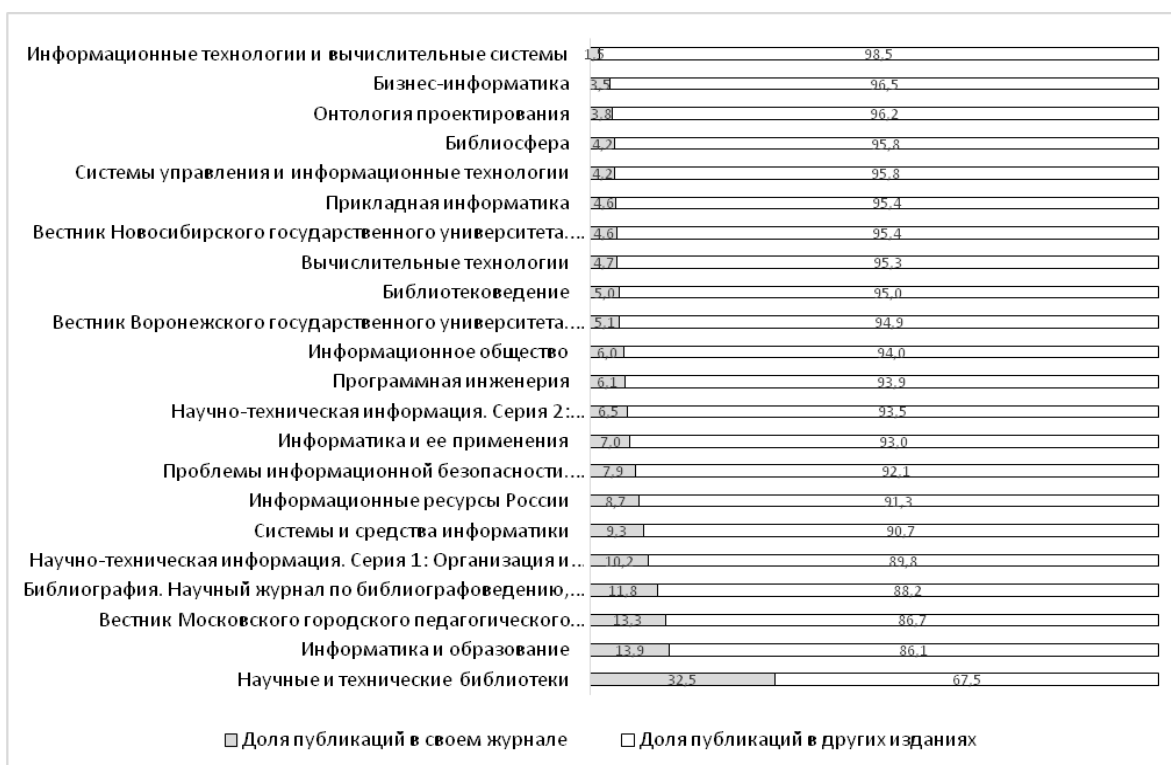 Информационные технологии и вычислительные системы 1,5 98,5
Бизнес-информатика 3,5 96,5
Онтология проектирования 3,8 96,2
Библиосфера 4,2 95,8
Системы управления и информационные технологии 4,2 95,8
Прикладная информатика 4,6 95,4
Вестник Новосибирского государственного университета.… 4,6 95,4
Вычислительные технологии 4,7 95,3
Библиотековедение 5,0 95,0
Вестник Воронежского государственного университета.… 5,1 94,9
Информационное общество 6,0 94,0
Программная инженерия 6,1 93,9
Научно-техническая информация. Серия 2:… 6,5 93,5
Информатика и ее применения 7,0 93,0
Проблемы информационной безопасности.… 7,9 92,1
Информационные ресурсы России 8,7 91,3
Системы и средства информатики 9,3 90,7
Научно-техническая информация. Серия 1: Организация и… 10,2 89,8
Библиография. Научный журнал по библиографоведению,… 11,8 88,2
Вестник Московского городского педагогического… 13,3 86,7
Информатика и образование 13,9 86,1
Научные и технические библиотеки 32,5 67,5
Доля публикаций в своем журнале Доля публикаций в других изданиях